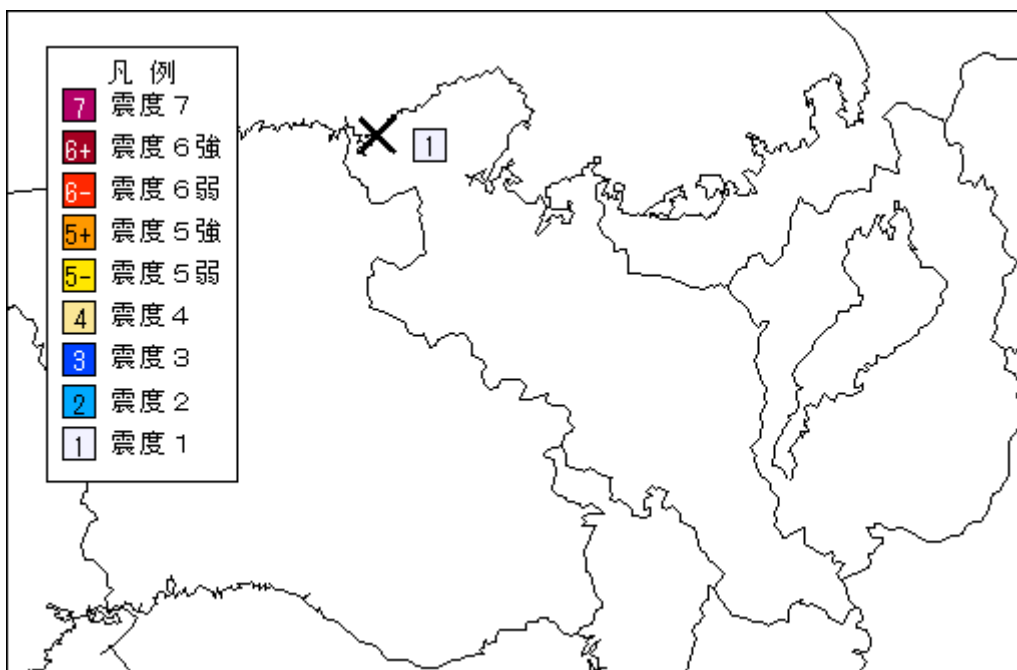 凡 例
7 震度７
6+ 震度６強
6- 震度６弱
5+ 震度５強
5- 震度５弱
4 震度４
3 震度３
2 震度２
1 震度１
1